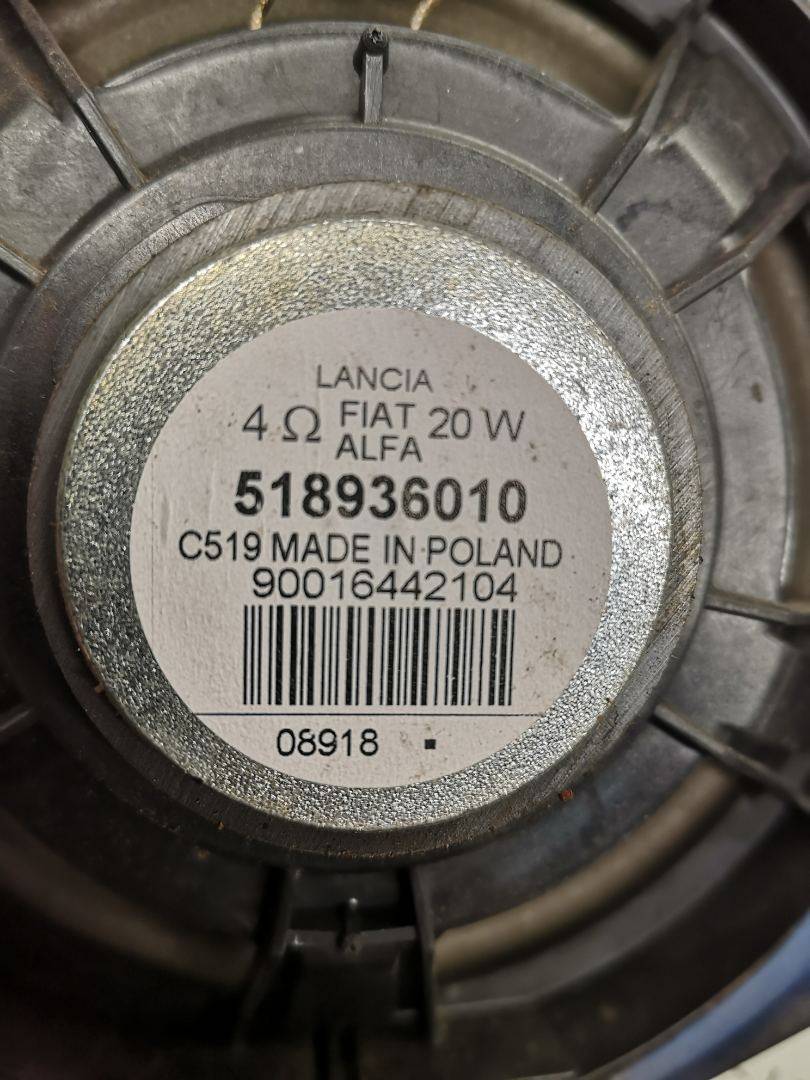 LANCIA
4 Ω FIAT 20 W
ALFA
518936010
C519 MADE IN POLAND
90016442104
08918